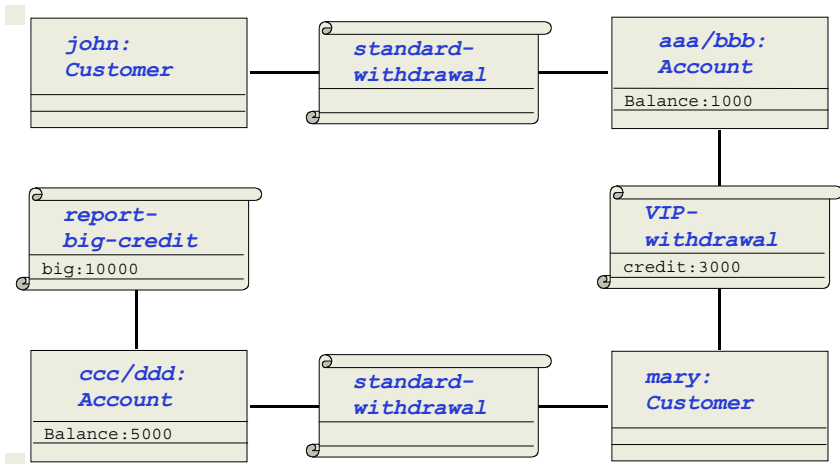 john:
Customer
standard-
withdrawal
aaa/bbb:
Account
Balance:1000
report-
big-credit
big:10000
VIP-
withdrawal
credit:3000
ccc/ddd:
Account
Balance:5000
standard-
withdrawal
mary:
Customer